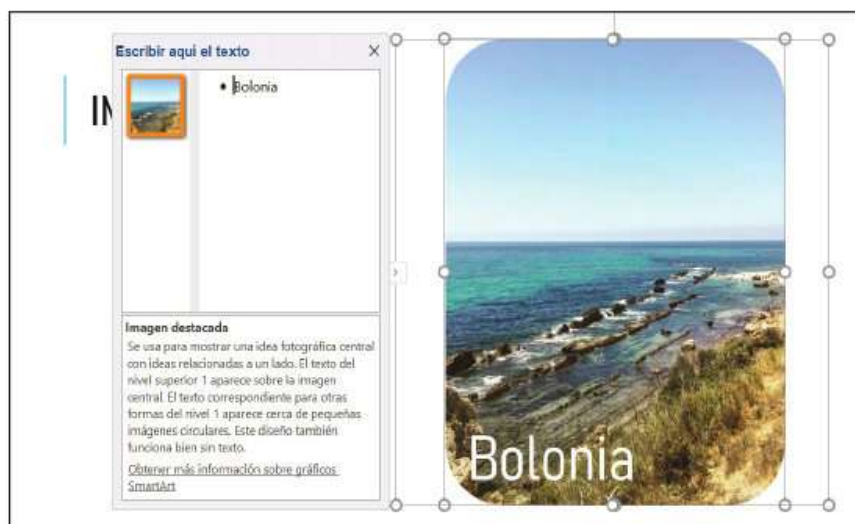 Escribir aquí el texto
IM
• Bolonia
Imagen destacada
Se usa para mostrar una idea fotográfica central
con ideas relacionadas a un lado. El texto del
nivel superior 1 aparece sobre la imagen
central. El texto correspondiente para otras
formas del nivel 1 aparece cerca de pequeñas
imágenes circulares. Este diseño también
funciona bien sin texto.
Obtener más información sobre gráficos
SmartArt
Bolonia